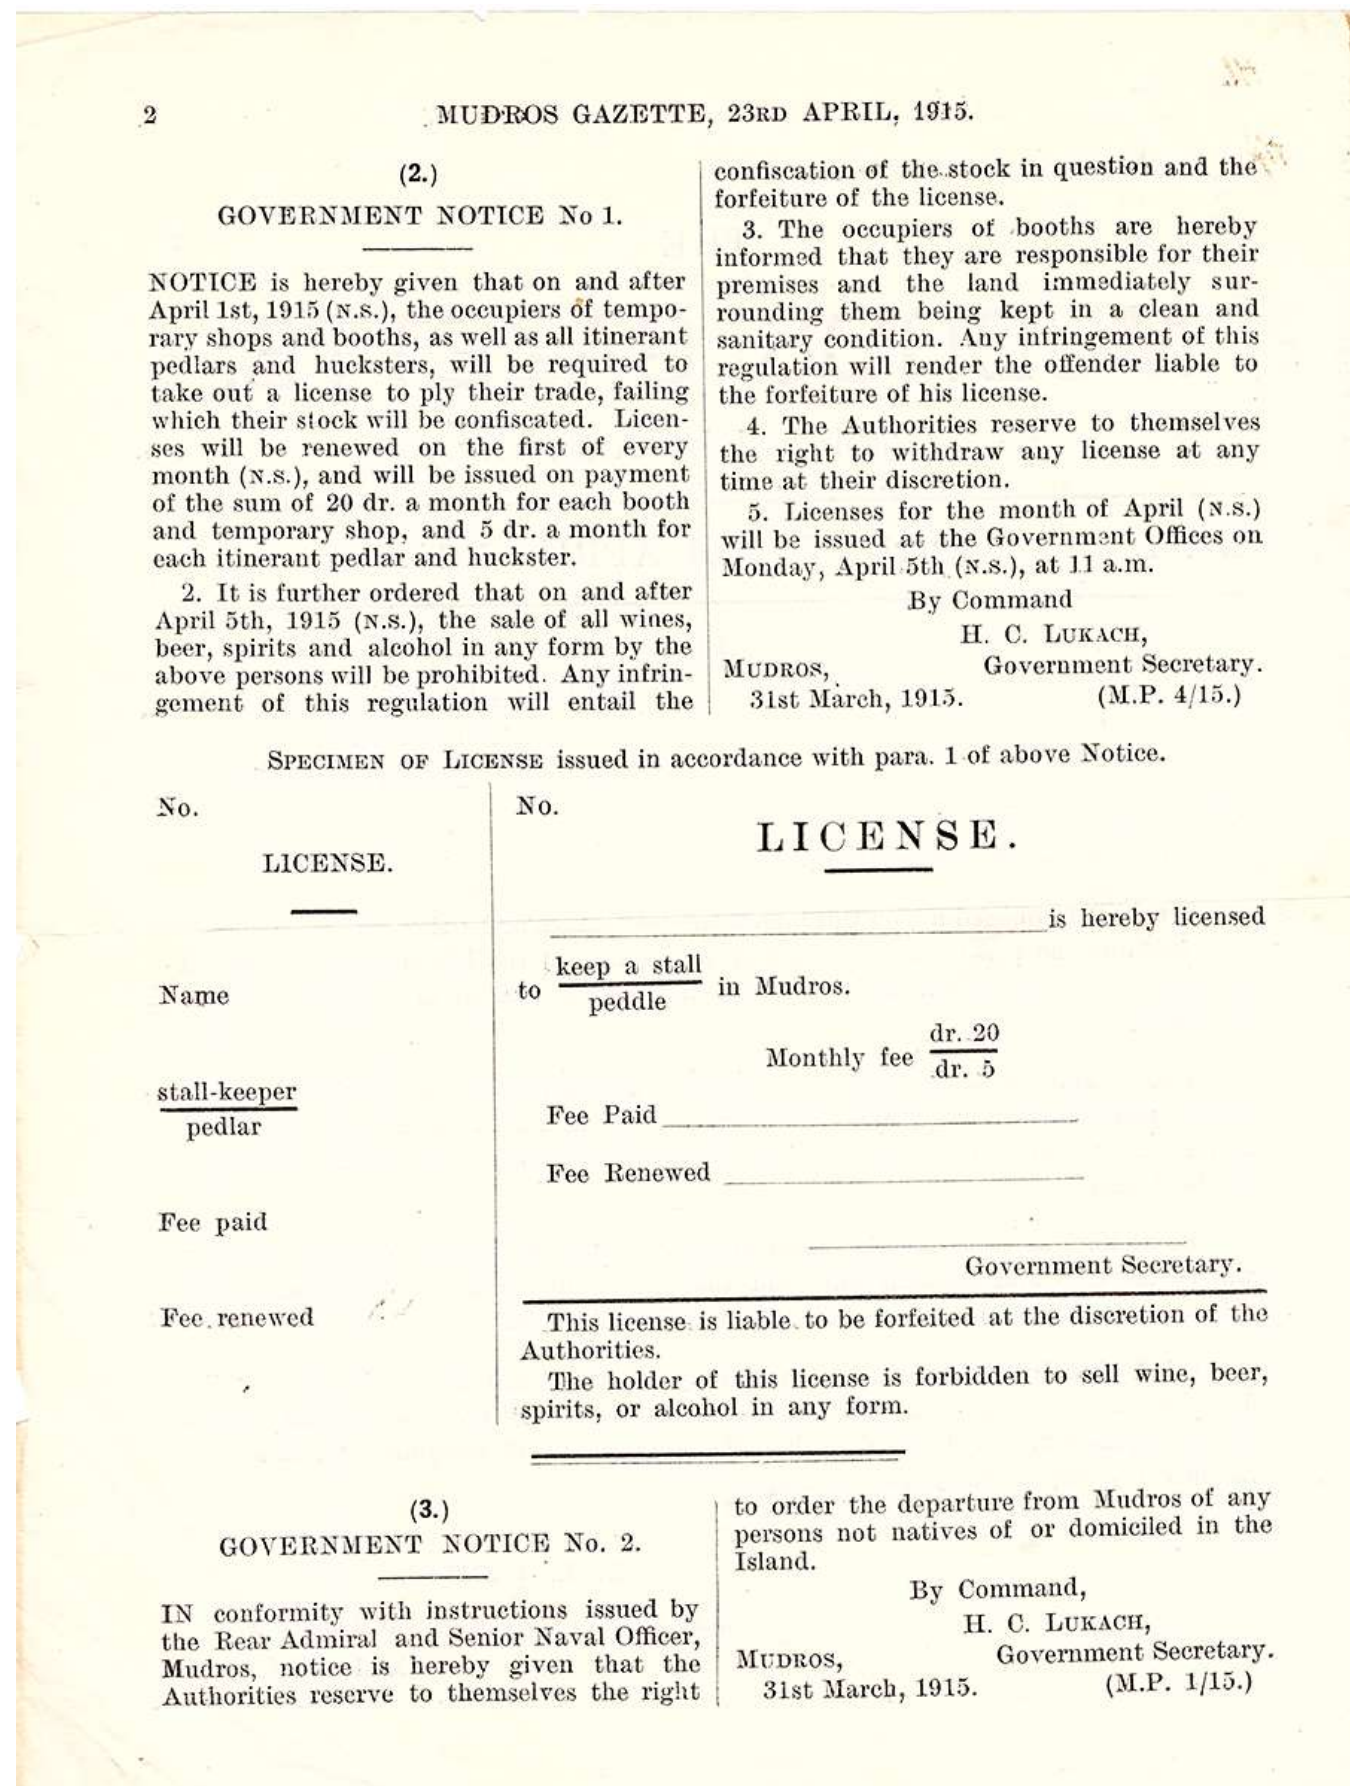 2
MUDROS GAZETTE, 23RD APRIL, 1915.
(2.)
GOVERNMENT NOTICE No 1.
NOTICE is hereby given that on and after
April 1st, 1915 (N.S.), the occupiers of tempo-
rary shops and booths, as well as all itinerant
pedlars and hucksters, will be required to
take out a license to ply their trade, failing
which their stock will be confiscated. Licen-
ses will be renewed on the first of every
month (N.S.), and will be issued on payment
of the sum of 20 dr. a month for each booth
and temporary shop, and 5 dr. a month for
each itinerant pedlar and huckster.
2. It is further ordered that on and after
April 5th, 1915 (N.S.), the sale of all wines,
beer, spirits and alcohol in any form by the
above persons will be prohibited. Any infrin-
gement of this regulation will entail the
confiscation of the stock in question and the
forfeiture of the license.
3. The occupiers of booths are hereby
informed that they are responsible for their
premises and the land immediately sur-
rounding them being kept in a clean and
sanitary condition. Any infringement of this
regulation will render the offender liable to
the forfeiture of his license.
4. The Authorities reserve to themselves
the right to withdraw any license at any
time at their discretion.
5. Licenses for the month of April (N.S.)
will be issued at the Government Offices on
Monday, April 5th (N.S.), at 11 a.m.
By Command
H. C. LUKACH,
MUDROS, Government Secretary.
31st March, 1915. (M.P. 4/15.)
SPECIMEN OF LICENSE issued in accordance with para. 1 of above Notice.
No.
LICENSE.
Name
stall-keeper
pedlar
Fee paid
Fee renewed
No.
LICENSE.
is hereby licensed
keep a stall
to in Mudros.
peddle
dr. 20
Monthly fee
dr. 5
Fee Paid
Fee Renewed
Government Secretary.
This license is liable to be forfeited at the discretion of the
Authorities.
The holder of this license is forbidden to sell wine, beer,
spirits, or alcohol in any form.
(3.)
GOVERNMENT NOTICE No. 2.
IN conformity with instructions issued by
the Rear Admiral and Senior Naval Officer,
Mudros, notice is hereby given that the
Authorities reserve to themselves the right
to order the departure from Mudros of any
persons not natives of or domiciled in the
Island.
By Command,
H. C. LUKACH,
MUDROS, Government Secretary.
31st March, 1915. (M.P. 1/15.)